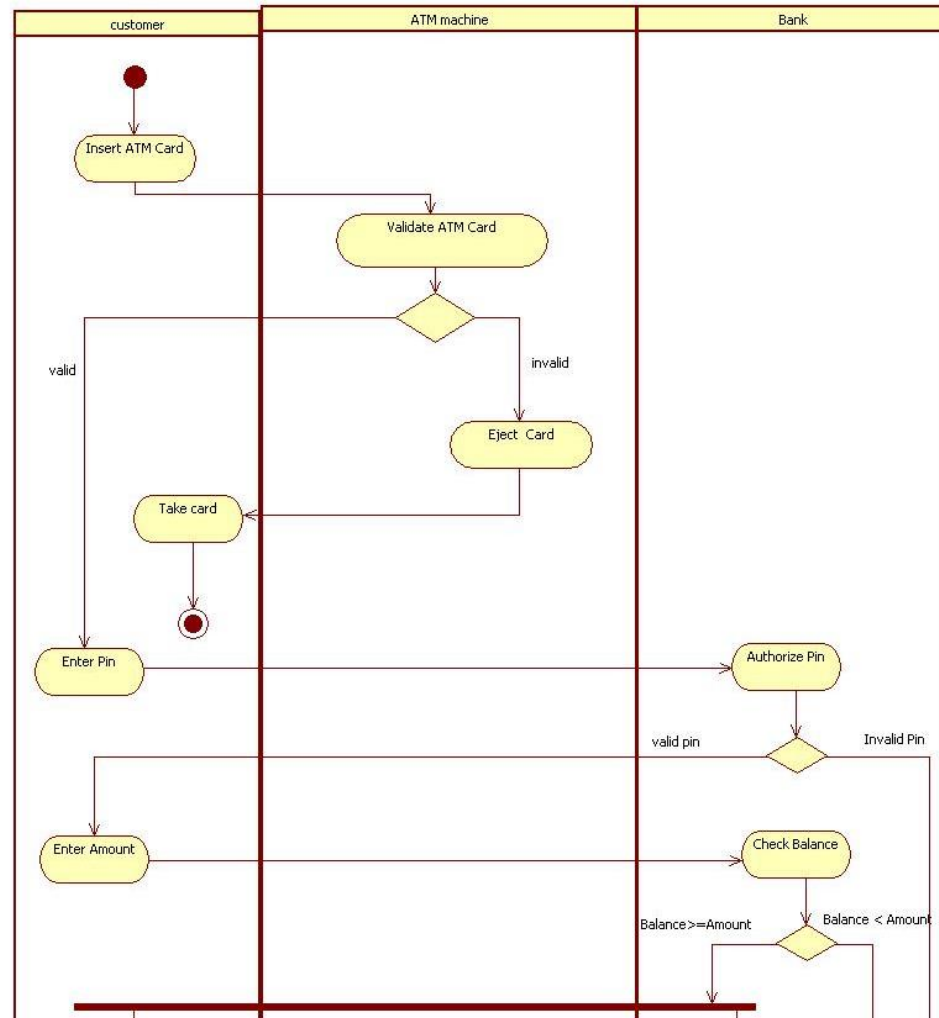 customer
ATM machine
Bank
Insert ATM Card
Validate ATM Card
valid
invalid
Eject Card
Take card
Enter Pin
Authorize Pin
valid pin
Invalid Pin
Enter Amount
Check Balance
Balance>=Amount
Balance < Amount